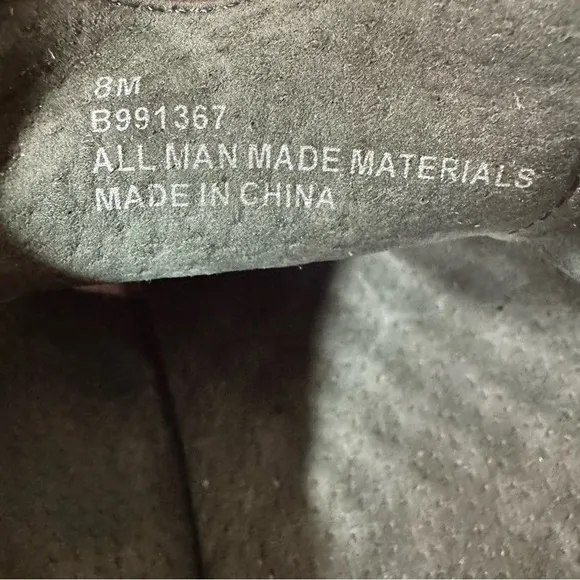 8M
B991367
ALL MAN MADE MATERIALS
MADE IN CHINA